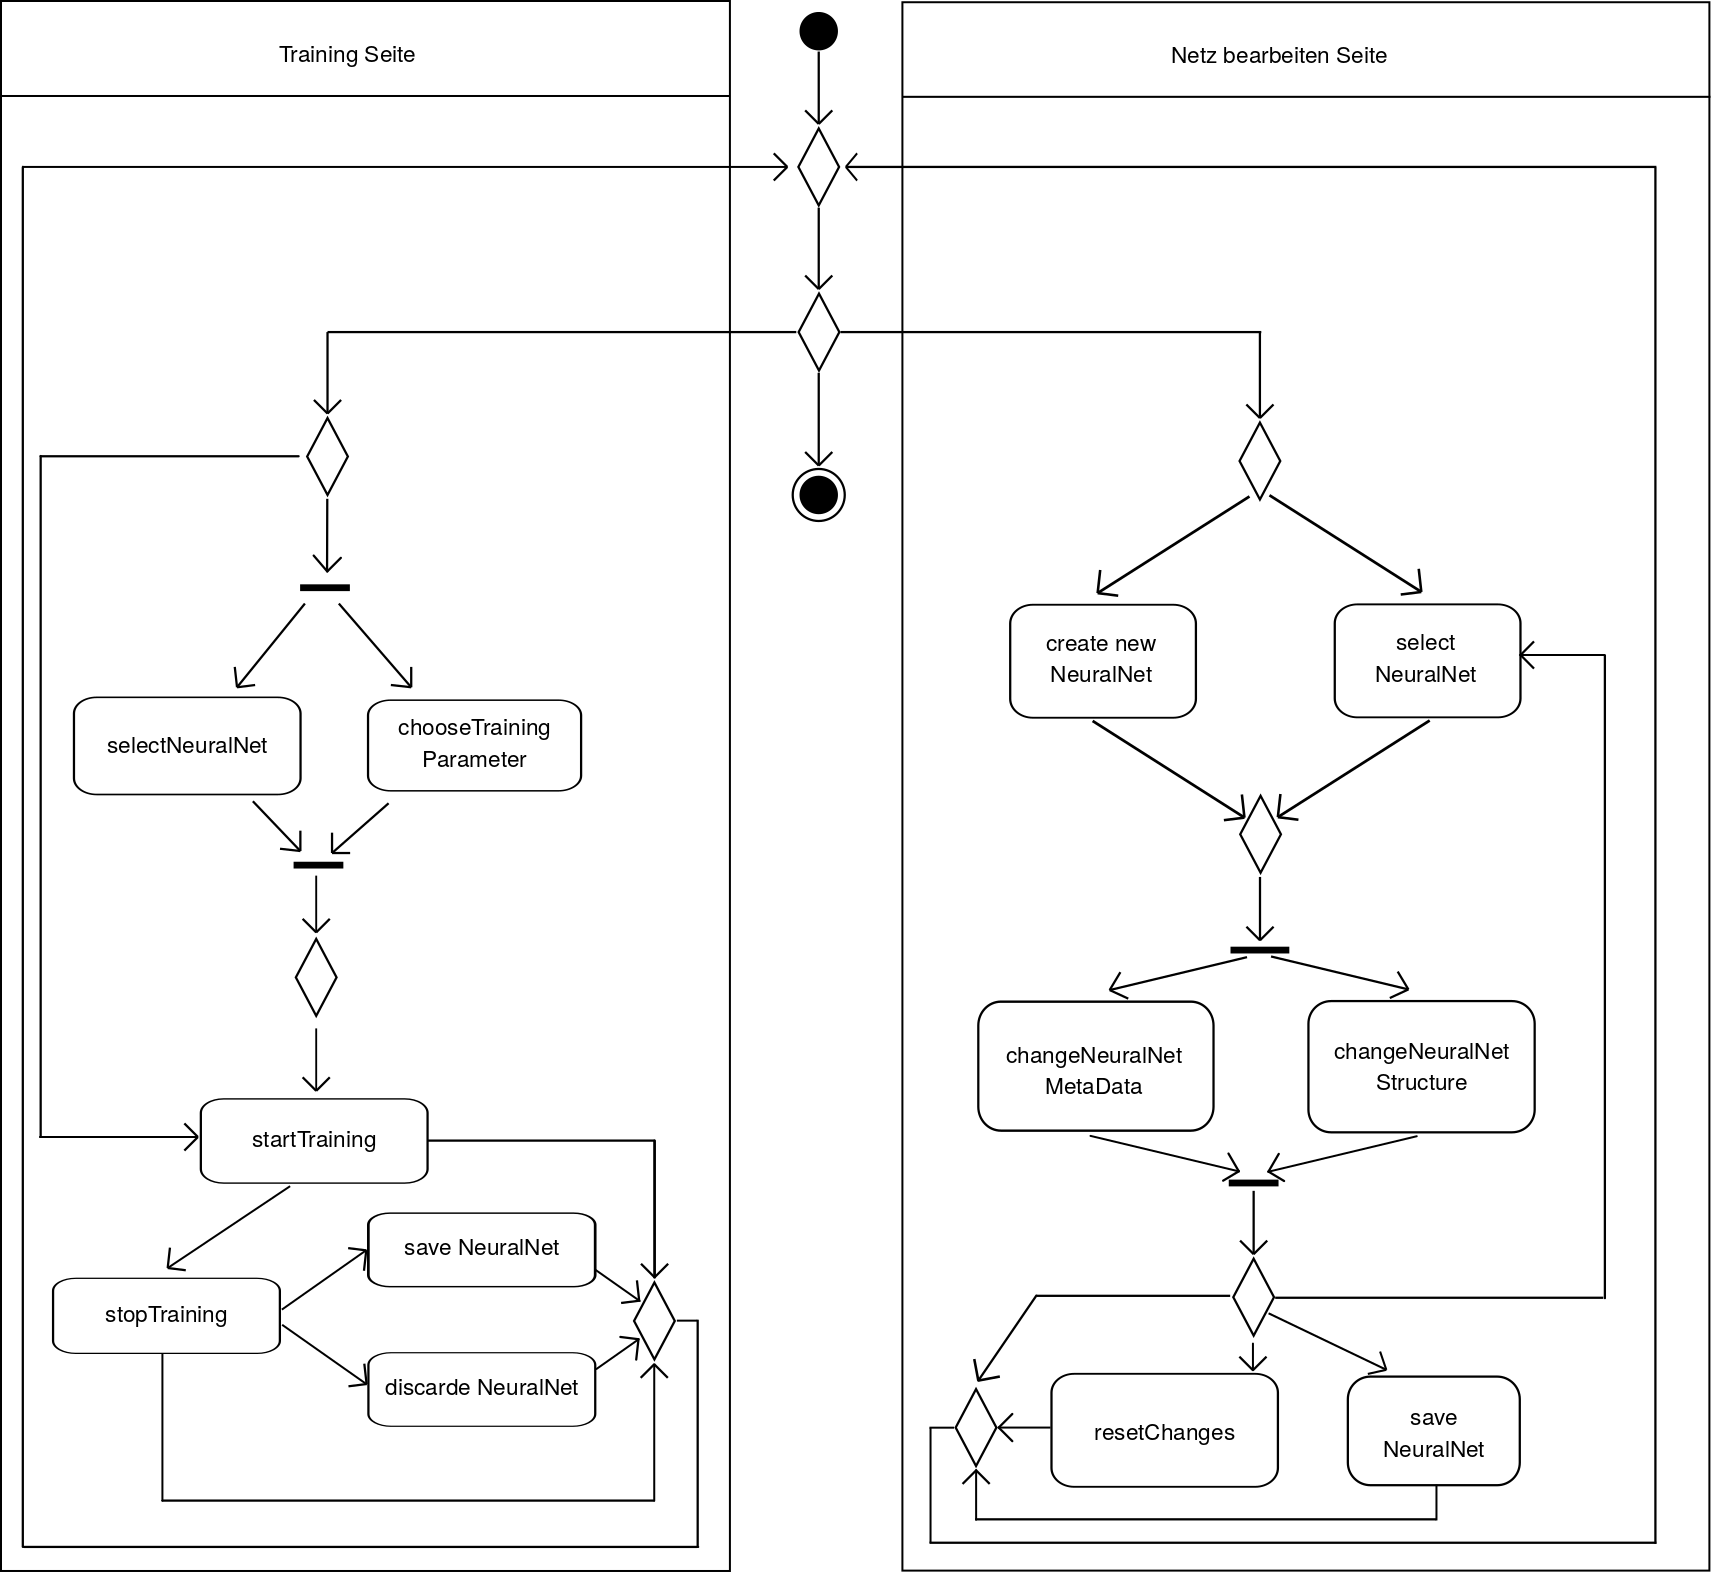 Training Seite
Netz bearbeiten Seite
create new
NeuralNet
select
NeuralNet
selectNeuralNet
chooseTraining
Parameter
changeNeuralNet
MetaData
changeNeuralNet
Structure
startTraining
save NeuralNet
stopTraining
discarde NeuralNet
resetChanges
save
NeuralNet